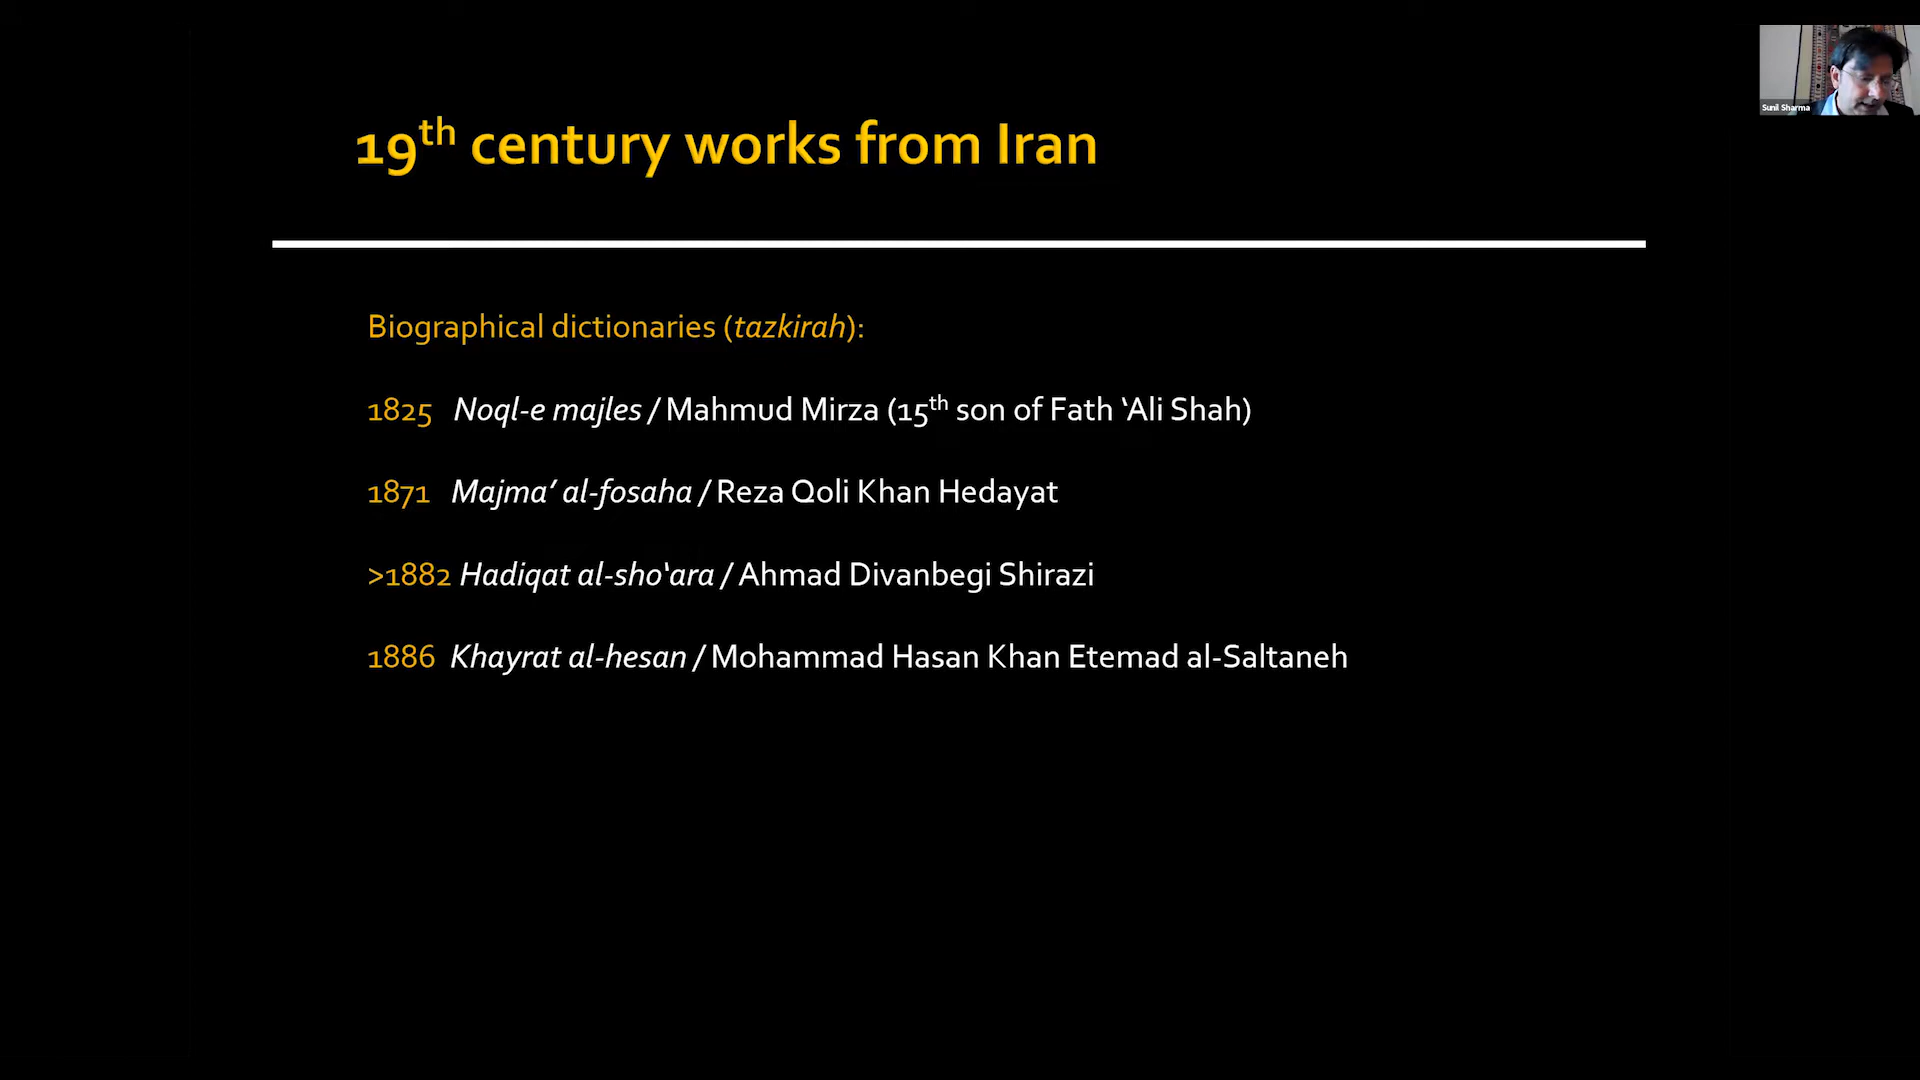 19th century works from Iran
Sunil Sharma
Biographical dictionaries (tazkirah):
1825 Noql-e majles / Mahmud Mirza (15th son of Fath ‘Ali Shah)
1871 Majma’ al-fosaha / Reza Qoli Khan Hedayat
>1882 Hadiqat al-sho‘ara / Ahmad Divanbegi Shirazi
1886 Khayrat al-hesan / Mohammad Hasan Khan Etemad al-Saltaneh